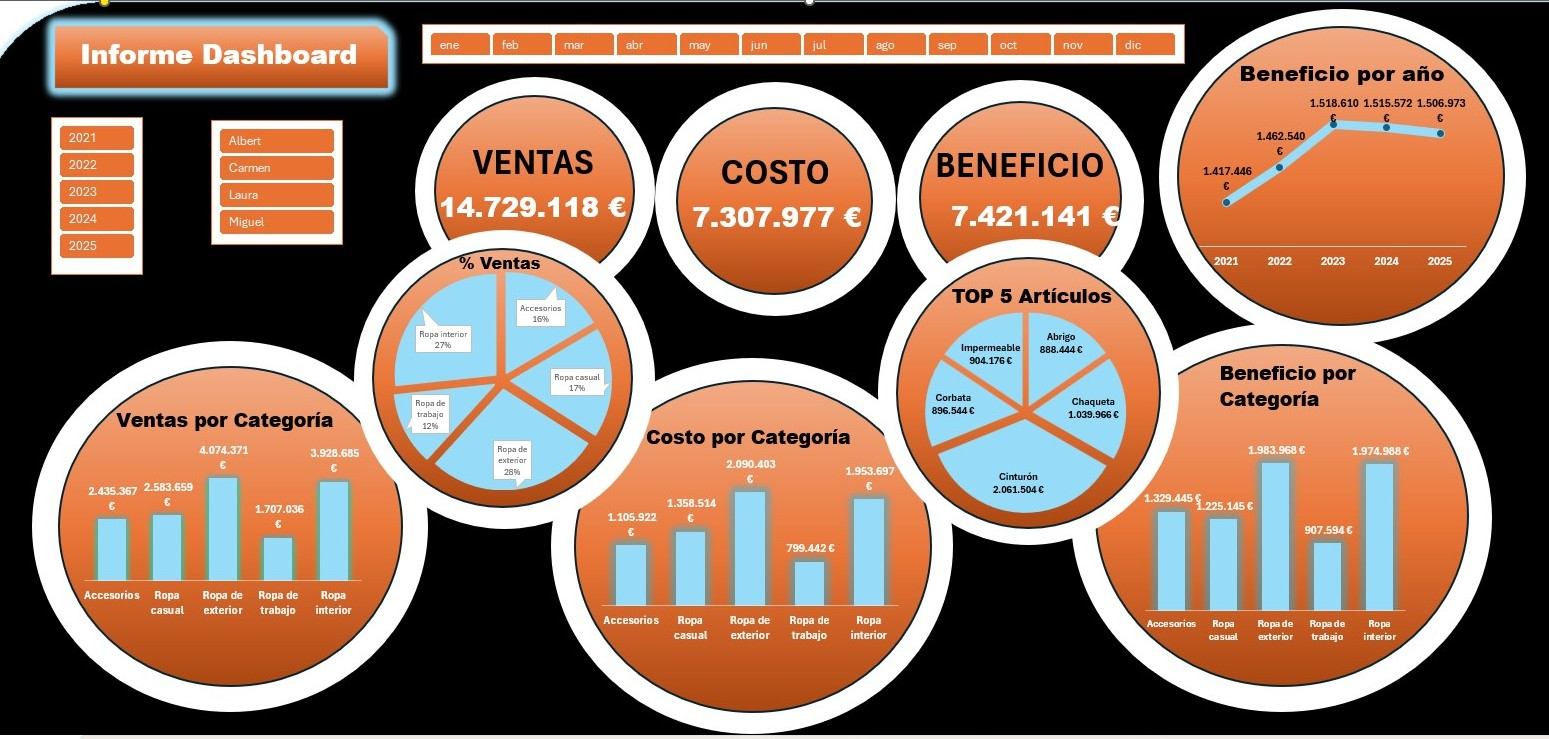 Informe Dashboard
ene
feb
mar
abr
may
jun
jul
ago
sep
oct
nov
dic
2021
2022
2023
2024
2025
Albert
Carmen
Laura
Miguel
VENTAS
14.729.118 €
COSTO
7.307.977 €
BENEFICIO
7.421.141 €
Beneficio por año
1.417.446
€
1.462.540
€
1.518.610
€
1.515.572
€
1.506.973
€
2021
2022
2023
2024
2025
% Ventas
Accesorios
16%
Ropa casual
17%
Ropa de
exterior
28%
Ropa de
trabajo
12%
Ropa interior
27%
TOP 5 Artículos
Abrigo
888.444 €
Chaqueta
1.039.966 €
Cinturón
2.061.504 €
Corbata
896.544 €
Impermeable
904.176 €
Ventas por Categoría
2.435.367
€
2.583.659
€
4.074.371
€
1.707.036
€
3.928.685
€
Accesorios
Ropa
casual
Ropa de
exterior
Ropa de
trabajo
Ropa
interior
Costo por Categoría
1.105.922
€
1.358.514
€
2.090.403
€
799.442 €
1.953.697
€
Accesorios
Ropa
casual
Ropa de
exterior
Ropa de
trabajo
Ropa
interior
Beneficio por
Categoría
1.329.445 €
1.225.145 €
1.983.968 €
907.594 €
1.974.988 €
Accesorios
Ropa
casual
Ropa de
exterior
Ropa de
trabajo
Ropa
interior